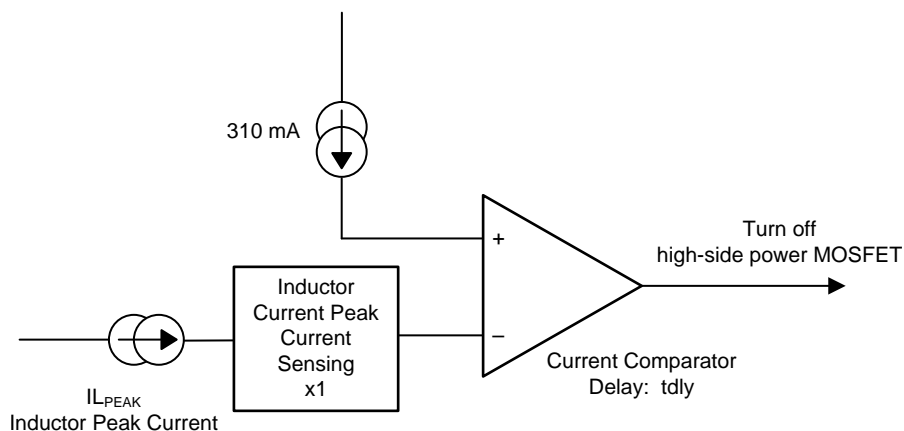 310 mA
+
Turn off
high-side power MOSFET
Inductor
Current Peak
Current
Sensing
x1
–
Current Comparator
Delay: tdly
ILPEAK
Inductor Peak Current